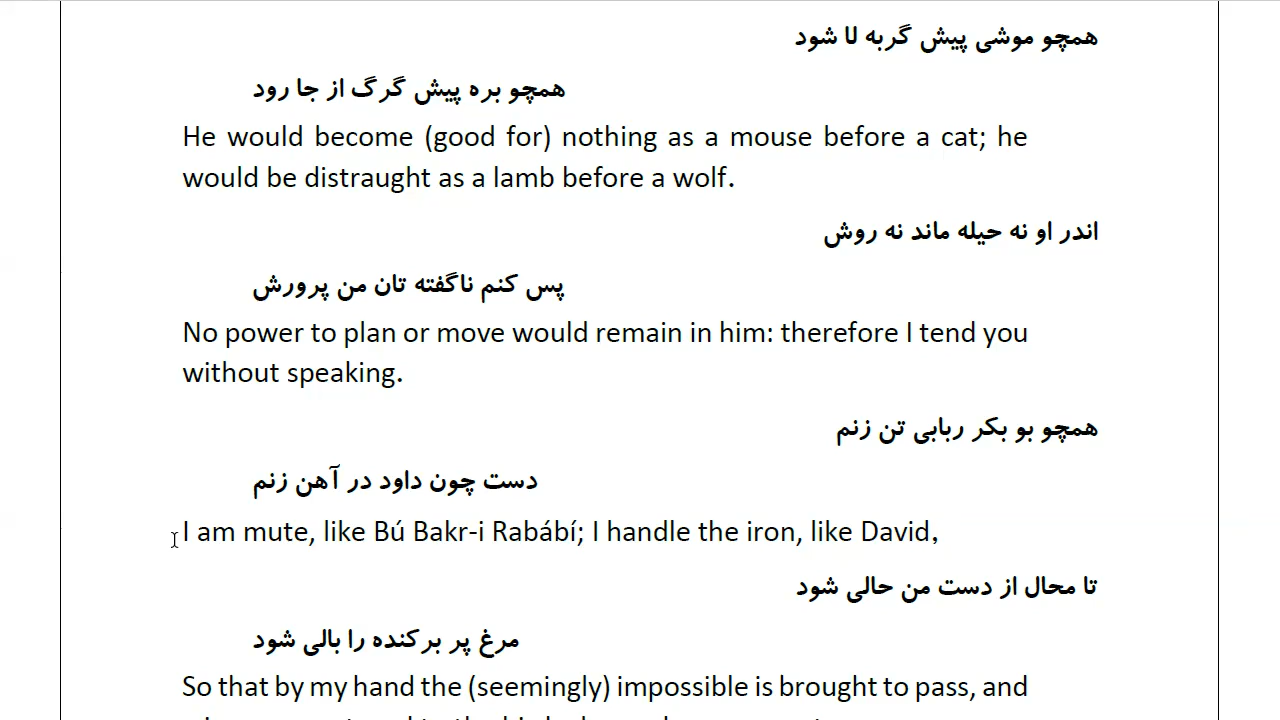 همچو موشی پیش گربه لا شود
همچو بره پیش گرگ از جا رود
He would become (good for) nothing as a mouse before a cat; he
would be distraught as a lamb before a wolf.
اندر او نه حیله ماند نه روش
پس کنم ناگفته تان من پرورش
No power to plan or move would remain in him: therefore I tend you
without speaking.
همچو بو بکر ربابی تن زنم
دست چون داود در آهن زنم
I am mute, like Bú Bakr-i Rabábí; I handle the iron, like David,
تا محال از دست من حالی شود
مرغ پر برکنده را بالی شود
So that by my hand the (seemingly) impossible is brought to pass, and